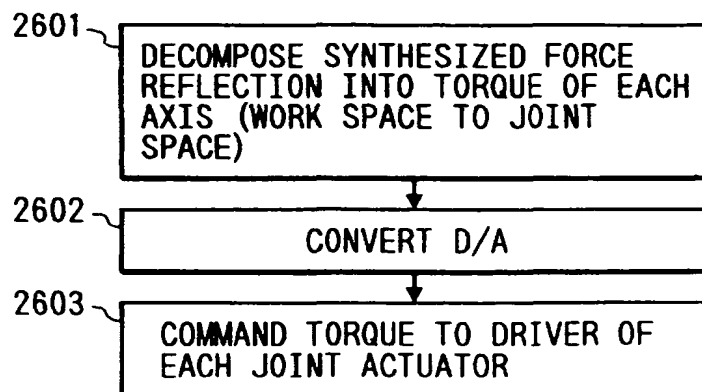 2601
DECOMPOSE SYNTHESIZED FORCE
REFLECTION INTO TORQUE OF EACH
AXIS (WORK SPACE TO JOINT
SPACE)
2602
CONVERT D/A
2603
COMMAND TORQUE TO DRIVER OF
EACH JOINT ACTUATOR